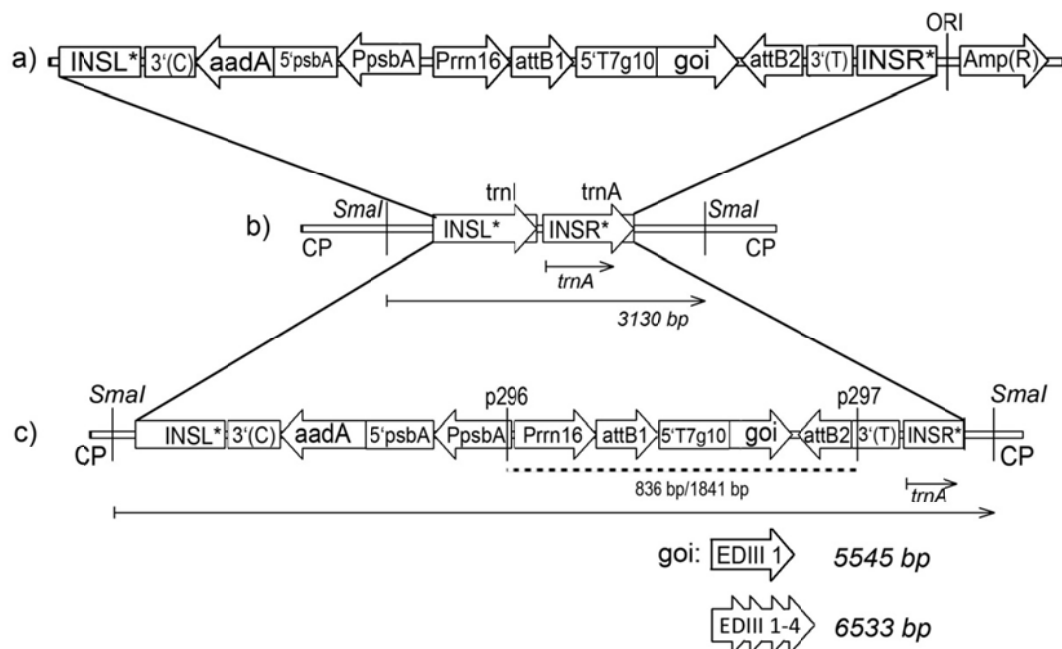 ORI
a) INSL* 3‘(C) aadA 5‘psbA PpsbA Prrn16 attB1 5‘T7g10 goi attB2 3‘(T) INSR* Amp(R)
trnI trnA
SmaI SmaI
b) CP INSL* INSR* CP
trnA
3130 bp
SmaI p296 p297 SmaI
c) CP INSL* 3‘(C) aadA 5‘psbA PpsbA Prrn16 attB1 5‘T7g10 goi attB2 3‘(T) INSR* CP
836 bp/1841 bp
trnA
goi: EDIII 1 5545 bp
EDIII 1-4 6533 bp